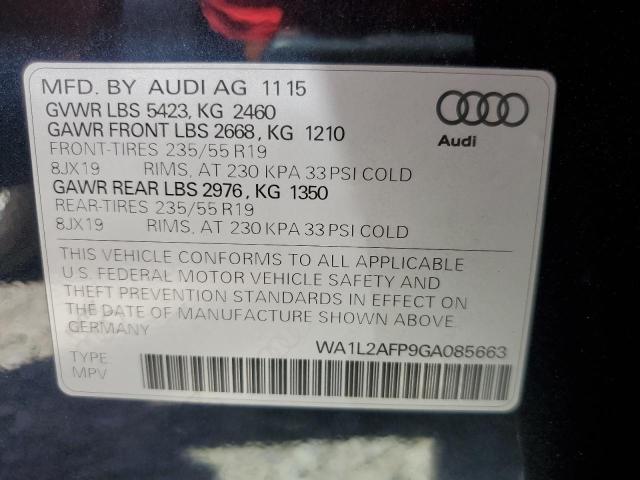 MFD. BY AUDI AG 11 15
GVWR LBS 5423, KG 2460
GAWR FRONT LBS 2668, KG 1210
FRONT-TIRES 235/55 R19
8JX19 RIMS, AT 230 KPA 33 PSI COLD
GAWR REAR LBS 2976, KG 1350
REAR-TIRES 235/55 R19
8JX19 RIMS, AT 230 KPA 33 PSI COLD
Audi
THIS VEHICLE CONFORMS TO ALL APPLICABLE
U.S. FEDERAL MOTOR VEHICLE SAFETY AND
THEFT PREVENTION STANDARDS IN EFFECT ON
THE DATE OF MANUFACTURE SHOWN ABOVE
GERMANY
WA1L2AFP9GA085663
TYPE
MPV